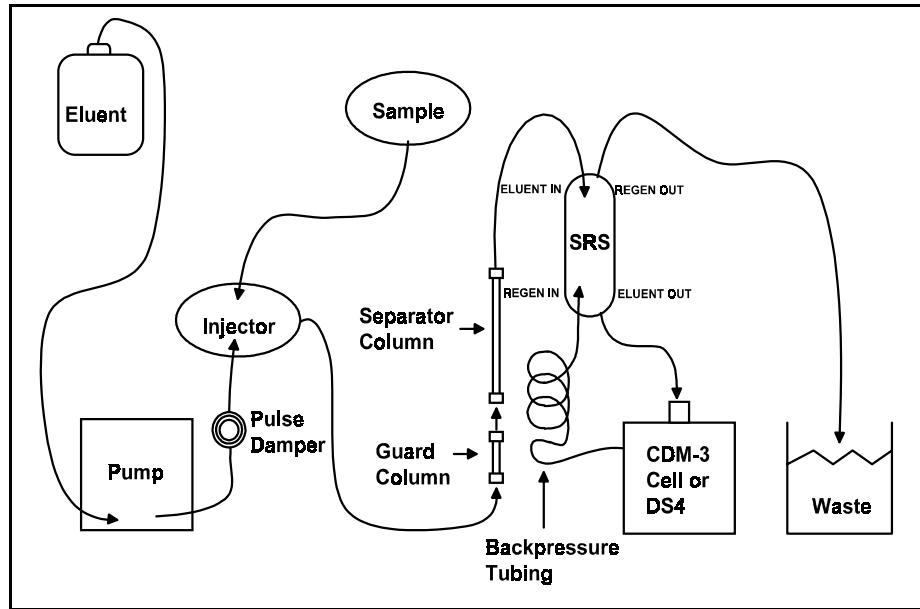 Eluent
Sample
ELUENT IN
REGEN OUT
SRS
REGEN IN
ELUENT OUT
Injector
Separator
Column
Pulse
Damper
Guard
Column
Pump
CDM-3
Cell or
DS4
Waste
Backpressure
Tubing